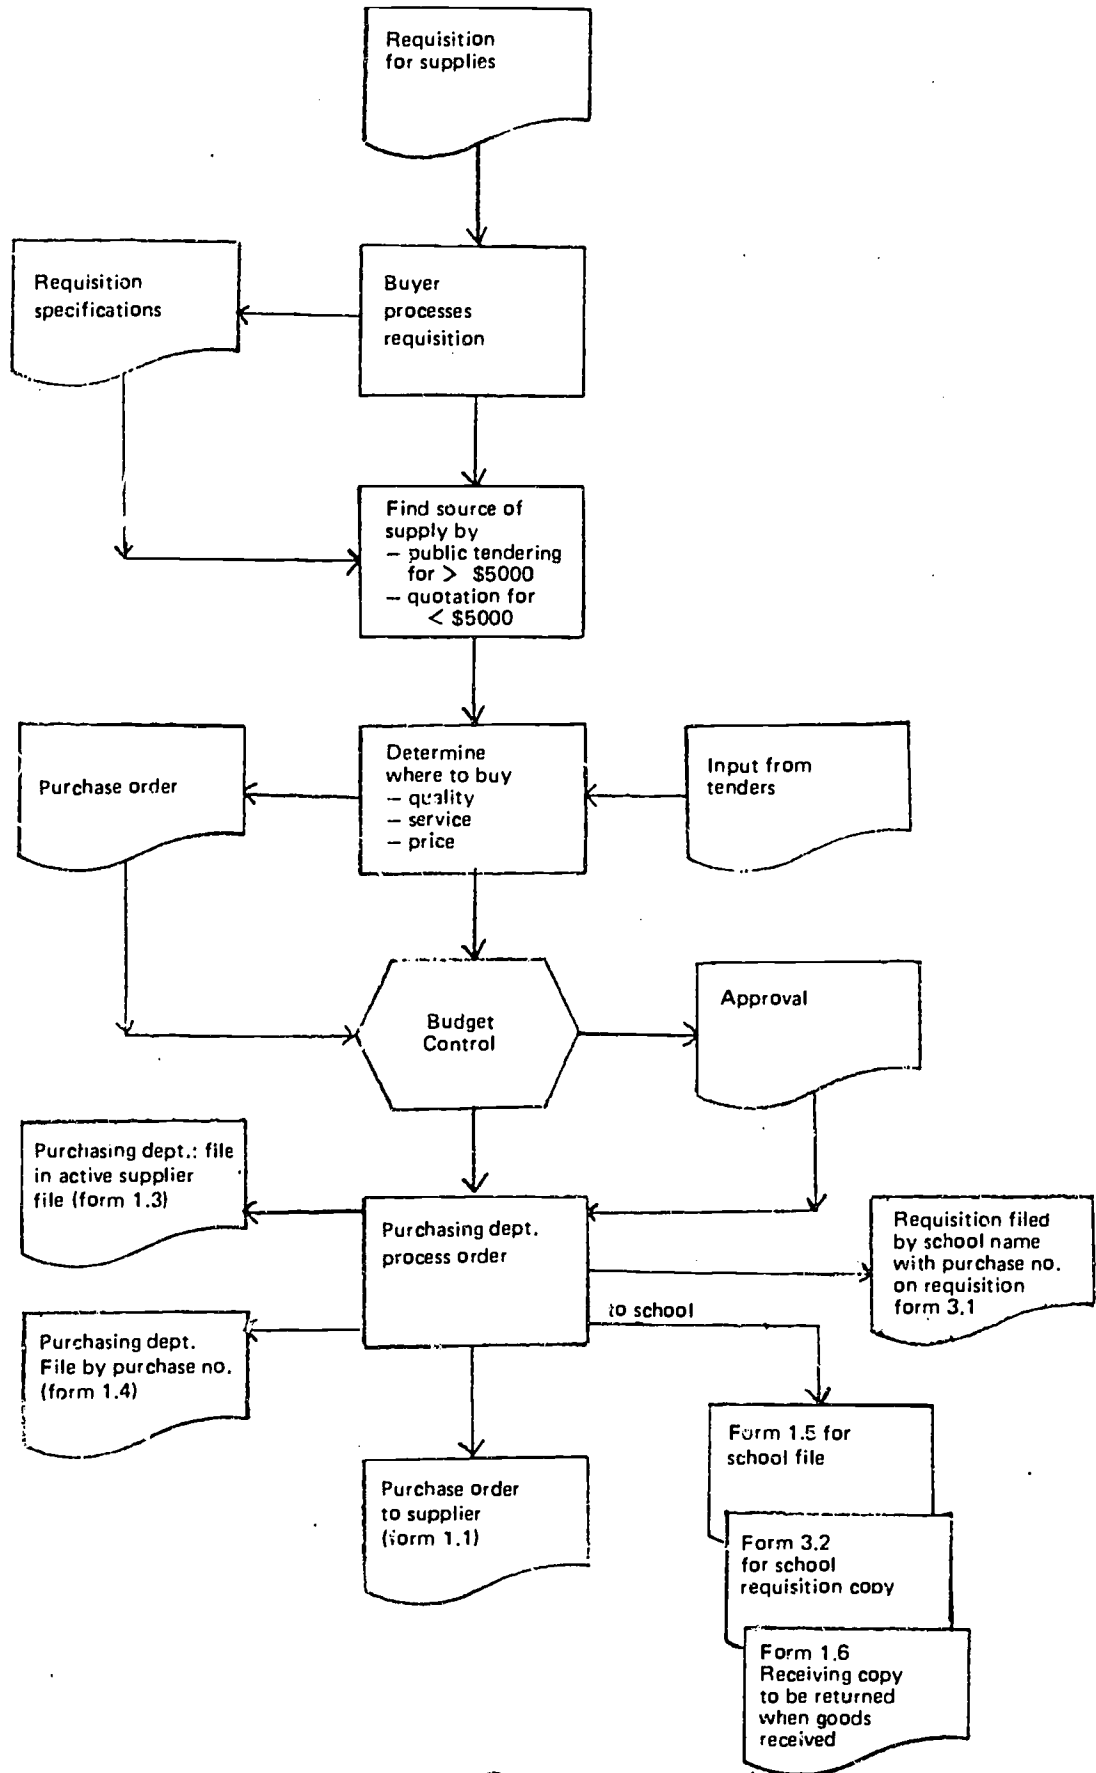 Requisition
for supplies
Requisition
specifications
Buyer
processes
requisition
Find source of
supply by
– public tendering
for > $5000
– quotation for
< $5000
Purchase order
Determine
where to buy
– quality
– service
– price
Input from
tenders
Budget
Control
Approval
Purchasing dept.: file
in active supplier
file (form 1.3)
Purchasing dept.
process order
Requisition filed
by school name
with purchase no.
on requisition
form 3.1
to school
Purchasing dept.
File by purchase no.
(form 1.4)
Purchase order
to supplier
(form 1.1)
Form 1.5 for
school file
Form 3.2
for school
requisition copy
Form 1.6
Receiving copy
to be returned
when goods
received